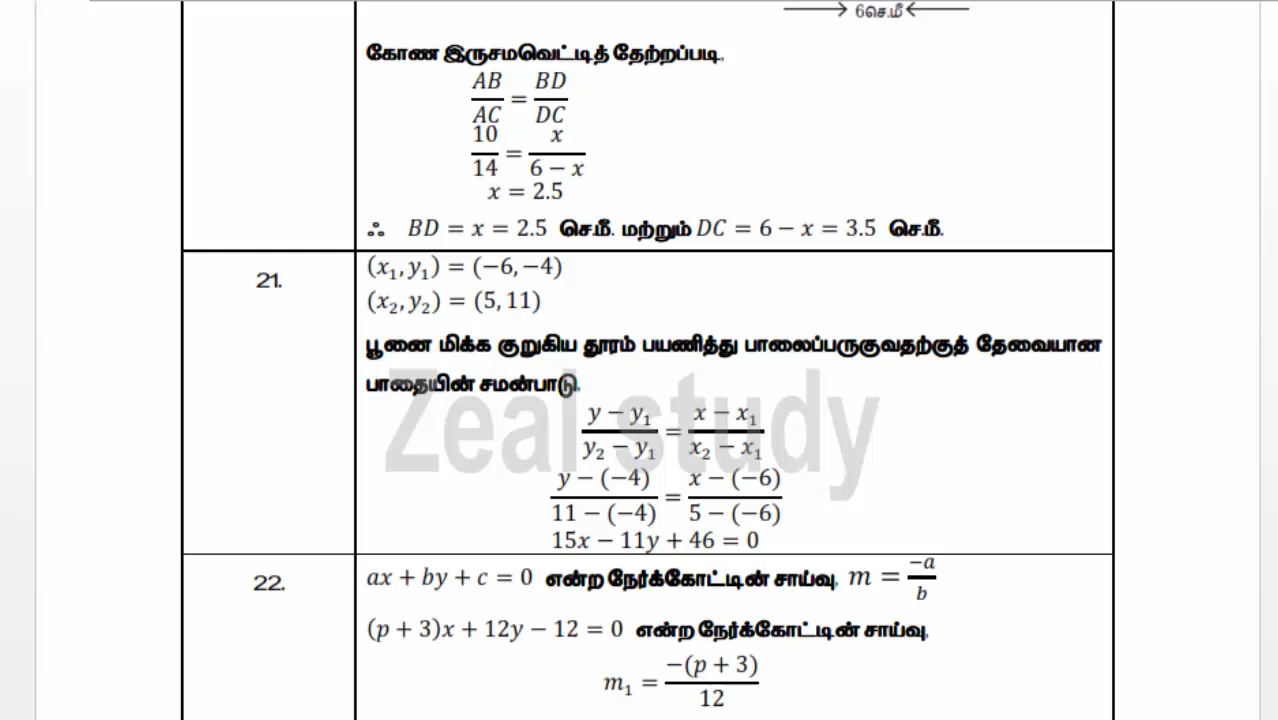 6செ.மீ
கோண இருசமவெட்டித் தேற்றப்படி,
AB/AC = BD/DC
10/14 = x/(6 − x)
x = 2.5
∴ BD = x = 2.5 செ.மீ. மற்றும் DC = 6 − x = 3.5 செ.மீ.
21.
(x₁, y₁) = (−6, −4)
(x₂, y₂) = (5, 11)
பூனை மிக்க குறுகிய தூரம் பயணித்து பாலைப்பருகுவதற்குத் தேவையான
பாதையின் சமன்பாடு,
Zeal study
(y − y₁)/(y₂ − y₁) = (x − x₁)/(x₂ − x₁)
(y − (−4))/(11 − (−4)) = (x − (−6))/(5 − (−6))
15x − 11y + 46 = 0
22.
ax + by + c = 0 என்ற நேர்க்கோட்டின் சாய்வு, m = −a/b
(p + 3)x + 12y − 12 = 0 என்ற நேர்க்கோட்டின் சாய்வு,
m₁ = −(p + 3)/12